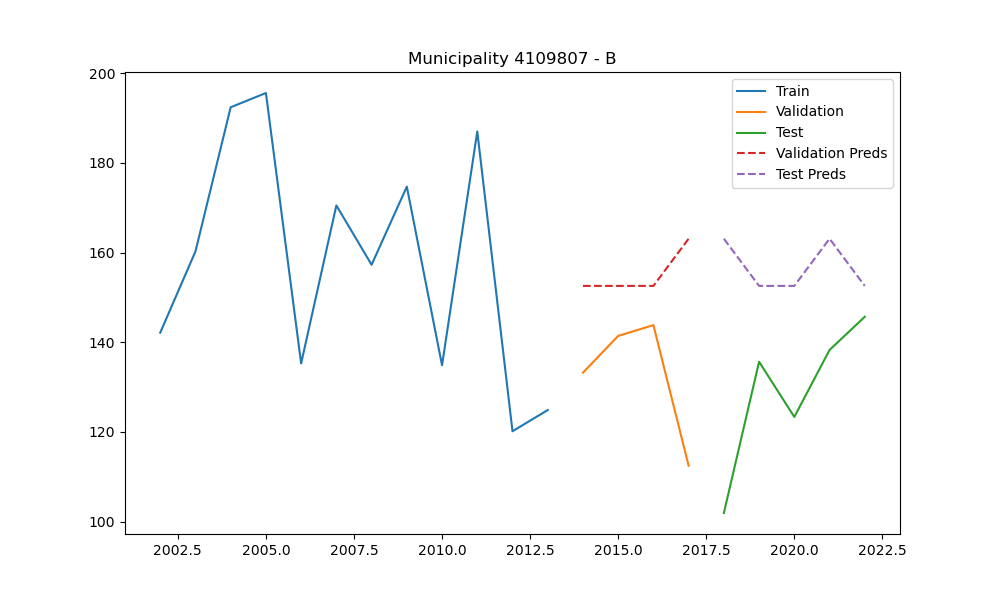 Municipality 4109807 - B
200
180
160
140
120
100
2002.5
2005.0
2007.5
2010.0
2012.5
2015.0
2017.5
2020.0
2022.5
Train
Validation
Test
Validation Preds
Test Preds